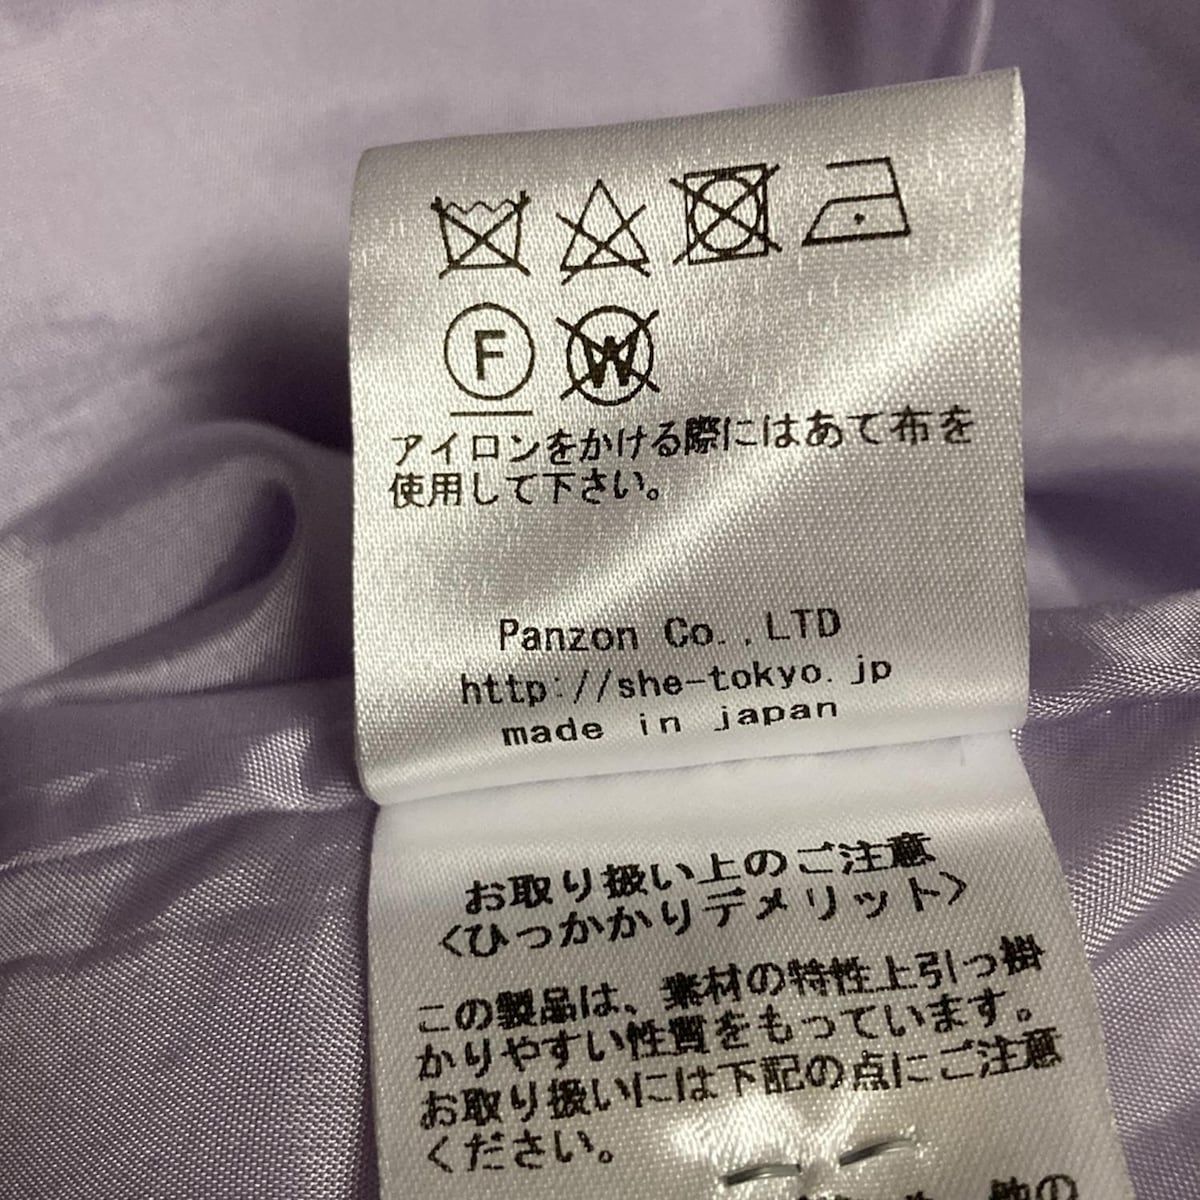 F W
アイロンをかける際にはあて布を
使用して下さい。
Panzon Co.,LTD
http://she-tokyo.jp
made in japan
お取り扱い上のご注意
<ひっかかりデメリット>
この製品は、素材の特性上引っ掛
かりやすい性質をもっています。
お取り扱いには下記の点にご注意
ください。
他の